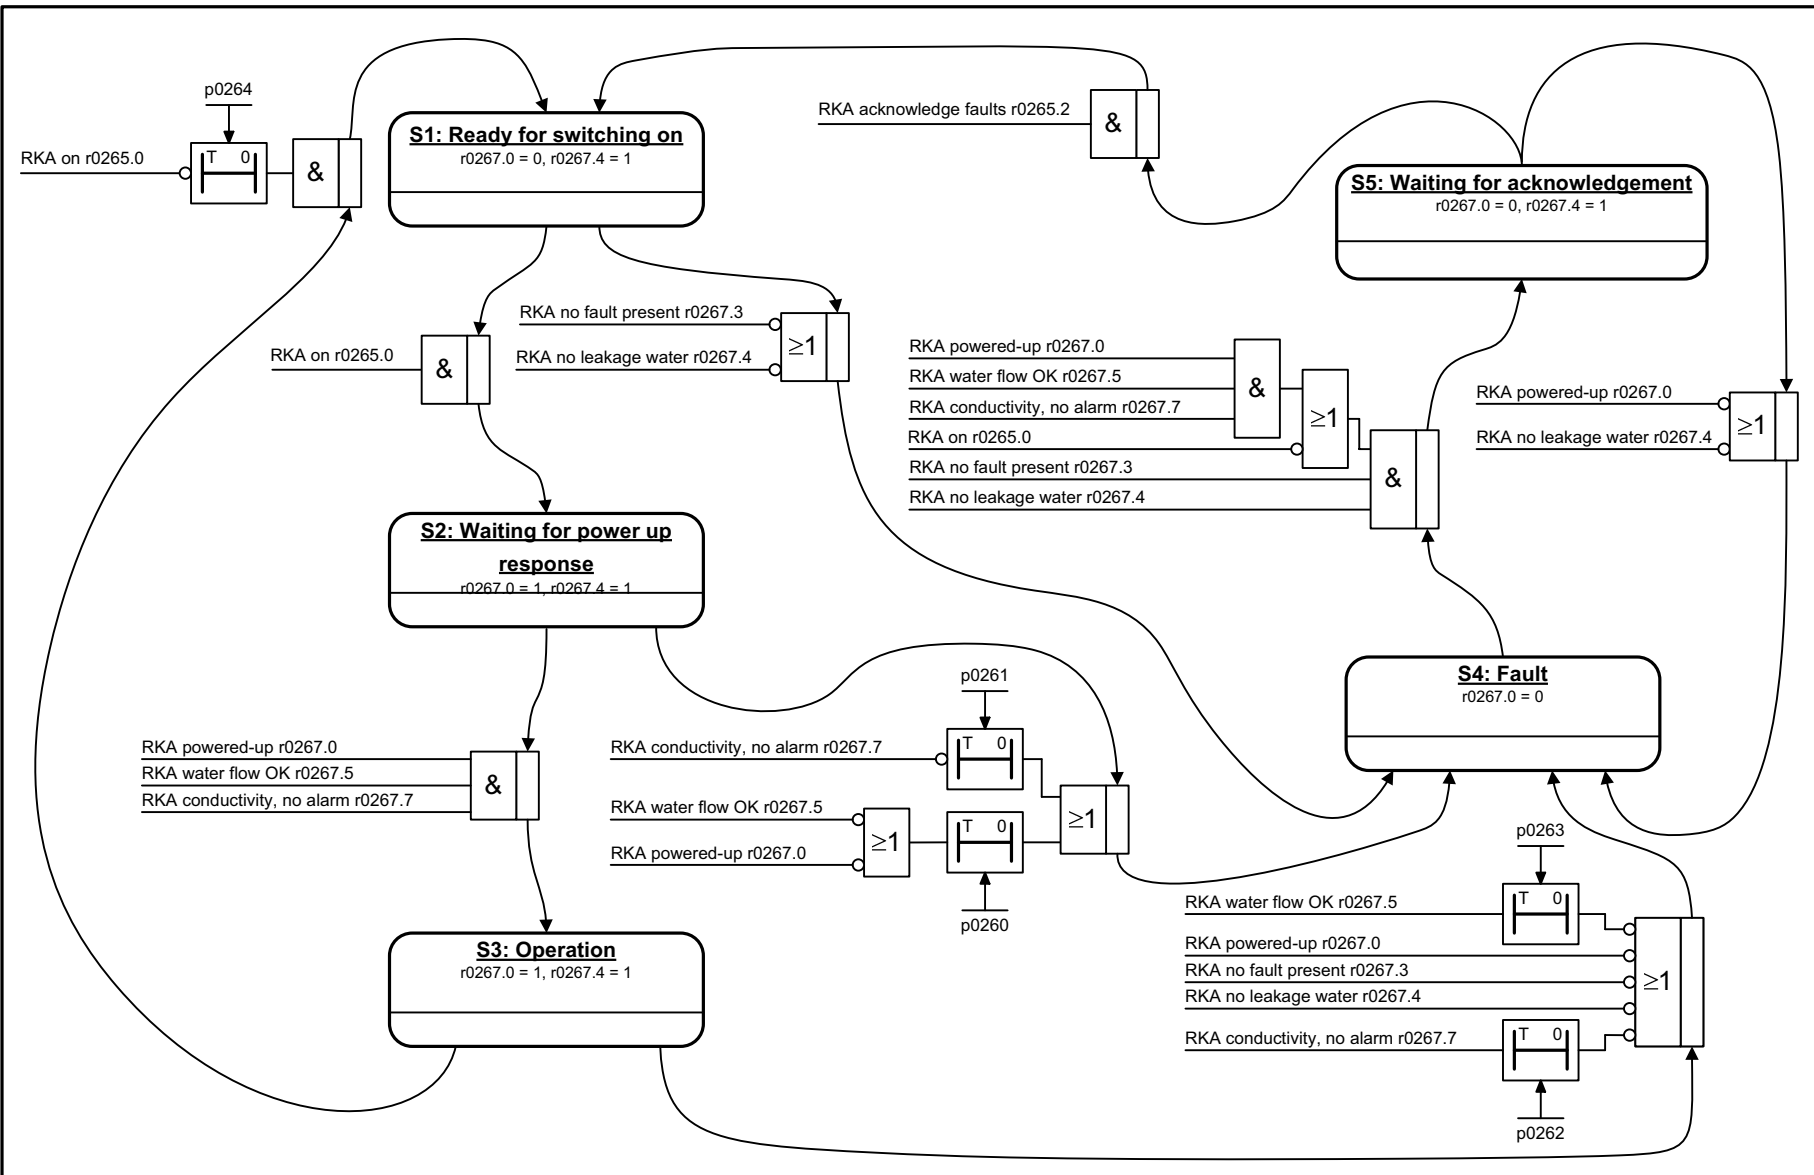 p0264
RKA on r0265.0
T 0
&
S1: Ready for switching on
r0267.0 = 0, r0267.4 = 1
RKA acknowledge faults r0265.2
&
S5: Waiting for acknowledgement
r0267.0 = 0, r0267.4 = 1
RKA on r0265.0
&
RKA no fault present r0267.3
RKA no leakage water r0267.4
≥1
RKA powered-up r0267.0
RKA water flow OK r0267.5
RKA conductivity, no alarm r0267.7
&
RKA on r0265.0
≥1
RKA no fault present r0267.3
RKA no leakage water r0267.4
&
RKA powered-up r0267.0
RKA no leakage water r0267.4
≥1
S2: Waiting for power up
response
r0267.0 = 1, r0267.4 = 1
S4: Fault
r0267.0 = 0
RKA powered-up r0267.0
RKA water flow OK r0267.5
RKA conductivity, no alarm r0267.7
&
p0261
RKA conductivity, no alarm r0267.7
T 0
RKA water flow OK r0267.5
RKA powered-up r0267.0
≥1
T 0
p0260
≥1
S3: Operation
r0267.0 = 1, r0267.4 = 1
p0263
RKA water flow OK r0267.5
T 0
RKA powered-up r0267.0
RKA no fault present r0267.3
RKA no leakage water r0267.4
≥1
RKA conductivity, no alarm r0267.7
T 0
p0262